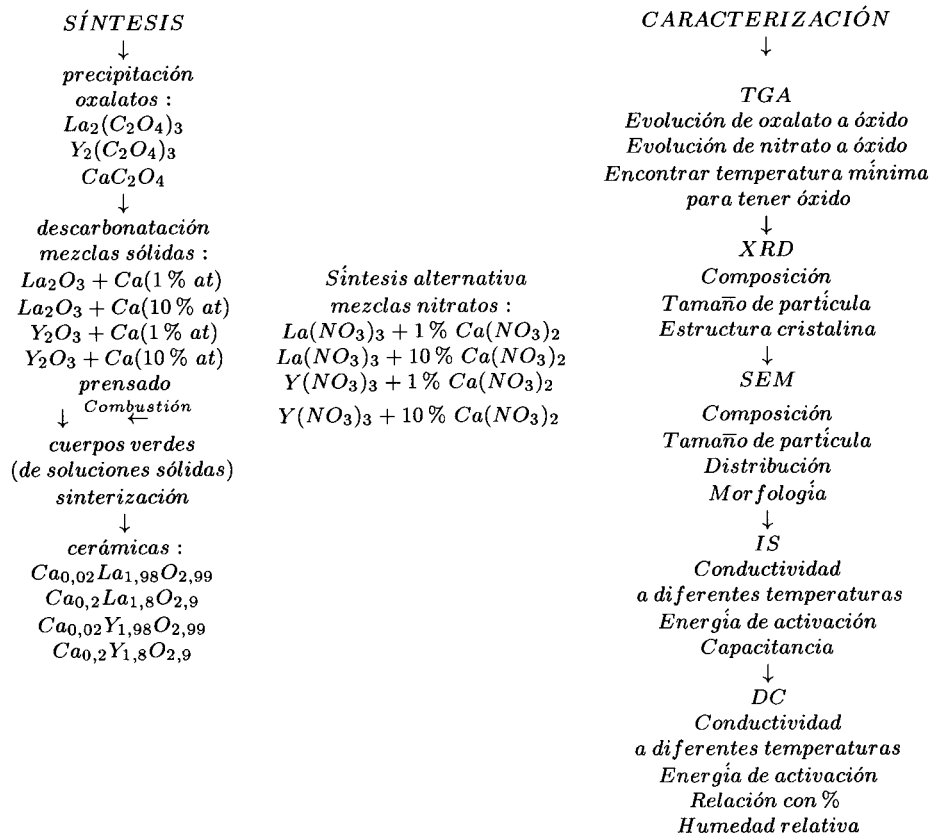 SÍNTESIS
↓
precipitación
oxalatos :
La₂(C₂O₄)₃
Y₂(C₂O₄)₃
CaC₂O₄
↓
descarbonatación
mezclas sólidas :
La₂O₃ + Ca(1 % at)
La₂O₃ + Ca(10 % at)
Y₂O₃ + Ca(1 % at)
Y₂O₃ + Ca(10 % at)
prensado
↓ Combustión ←
cuerpos verdes
(de soluciones sólidas)
sinterización
↓
cerámicas :
Ca₀,₀₂La₁,₉₈O₂,₉₉
Ca₀,₂La₁,₈O₂,₉
Ca₀,₀₂Y₁,₉₈O₂,₉₉
Ca₀,₂Y₁,₈O₂,₉
Síntesis alternativa
mezclas nitratos :
La(NO₃)₃ + 1 % Ca(NO₃)₂
La(NO₃)₃ + 10 % Ca(NO₃)₂
Y(NO₃)₃ + 1 % Ca(NO₃)₂
Y(NO₃)₃ + 10 % Ca(NO₃)₂
CARACTERIZACIÓN
↓
TGA
Evolución de oxalato a óxido
Evolución de nitrato a óxido
Encontrar temperatura mínima
para tener óxido
↓
XRD
Composición
Tamaño de partícula
Estructura cristalina
↓
SEM
Composición
Tamaño de partícula
Distribución
Morfología
↓
IS
Conductividad
a diferentes temperaturas
Energía de activación
Capacitancia
↓
DC
Conductividad
a diferentes temperaturas
Energía de activación
Relación con %
Humedad relativa